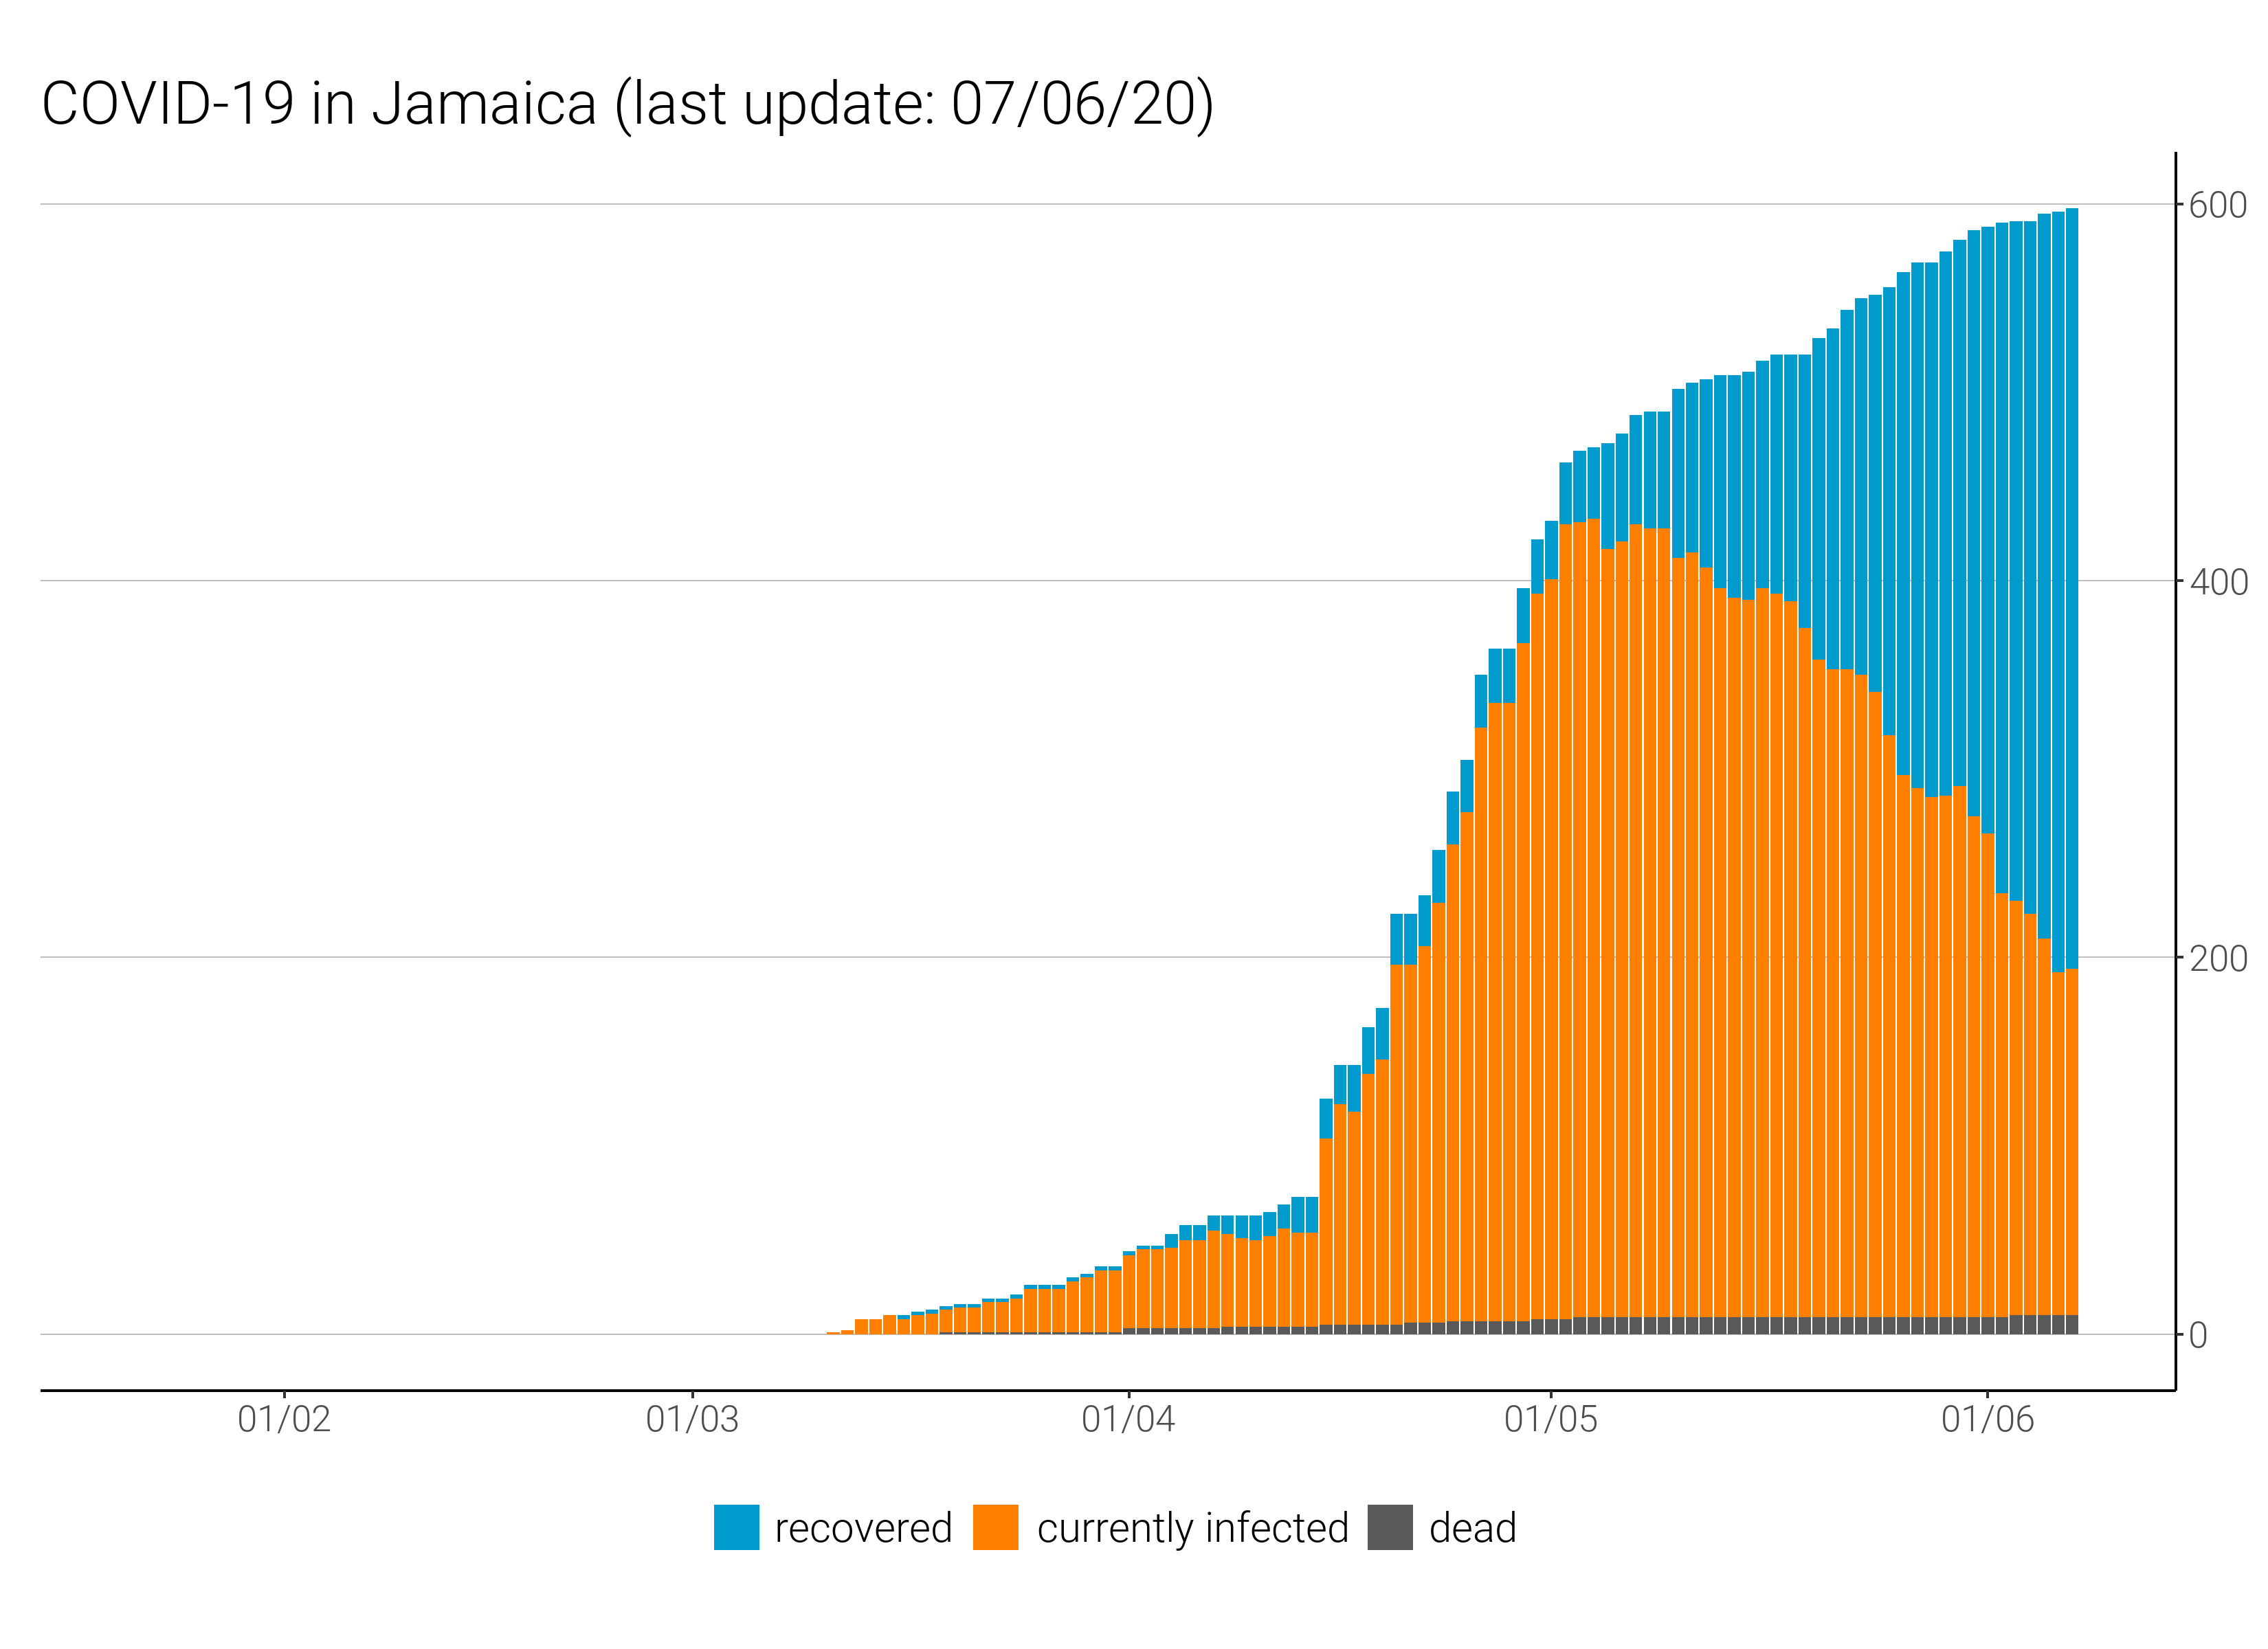 COVID-19 in Jamaica (last update: 07/06/20)
600
400
200
0
01/02 01/03 01/04 01/05 01/06
recovered currently infected dead